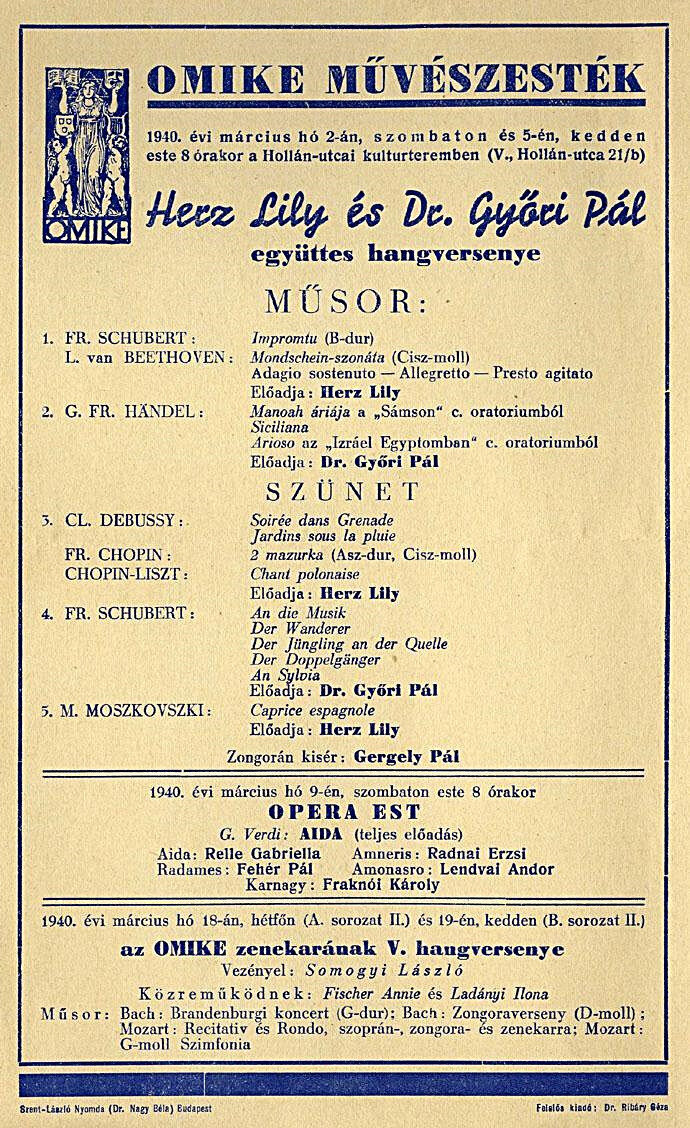 OMIKE MŰVÉSZESTÉK
OMIKE
1940. évi március hó 2-án, szombaton és 5-én, kedden
este 8 órakor a Hollán-utcai kulturteremben (V., Hollán-utca 21/b)
Herz Lily és Dr. Győri Pál
együttes hangversenye
MŰSOR:
1. FR. SCHUBERT : Impromtu (B-dur)
L. van BEETHOVEN : Mondschein-szonáta (Cisz-moll)
Adagio sostenuto — Allegretto — Presto agitato
Előadja : Herz Lily
2. G. FR. HÄNDEL : Manoah áriája a „Sámson" c. oratoriumból
Siciliana
Arioso az „Izráel Egyptomban" c. oratoriumból
Előadja : Dr. Győri Pál
SZÜNET
3. CL. DEBUSSY : Soirée dans Grenade
Jardins sous la pluie
FR. CHOPIN : 2 mazurka (Asz-dur, Cisz-moll)
CHOPIN-LISZT : Chant polonaise
Előadja : Herz Lily
4. FR. SCHUBERT : An die Musik
Der Wanderer
Der Jüngling an der Quelle
Der Doppelgänger
An Sylvia
Előadja : Dr. Győri Pál
5. M. MOSZKOVSZKI : Caprice espagnole
Előadja : Herz Lily
Zongorán kisér : Gergely Pál
1940. évi március hó 9-én, szombaton este 8 órakor
OPERA EST
G. Verdi : AIDA (teljes előadás)
Aida : Relle Gabriella Amneris : Radnai Erzsi
Radames : Fehér Pál Amonasro : Lendvai Andor
Karnagy : Fraknói Károly
1940. évi március hó 18-án, hétfőn (A. sorozat II.) és 19-én, kedden (B. sorozat II.)
az OMIKE zenekarának V. haugversenye
Vezényel : Somogyi László
Közreműködnek : Fischer Annie és Ladányi Ilona
Műsor : Bach : Brandenburgi koncert (G-dur) ; Bach : Zongoraverseny (D-moll) ;
Mozart : Recitativ és Rondo, szoprán-, zongora- és zenekarra ; Mozart :
G-moll Szimfonia
Szent-László Nyomda (Dr. Nagy Béla) Budapest Felelős kiadó : Dr. Ribáry Géza